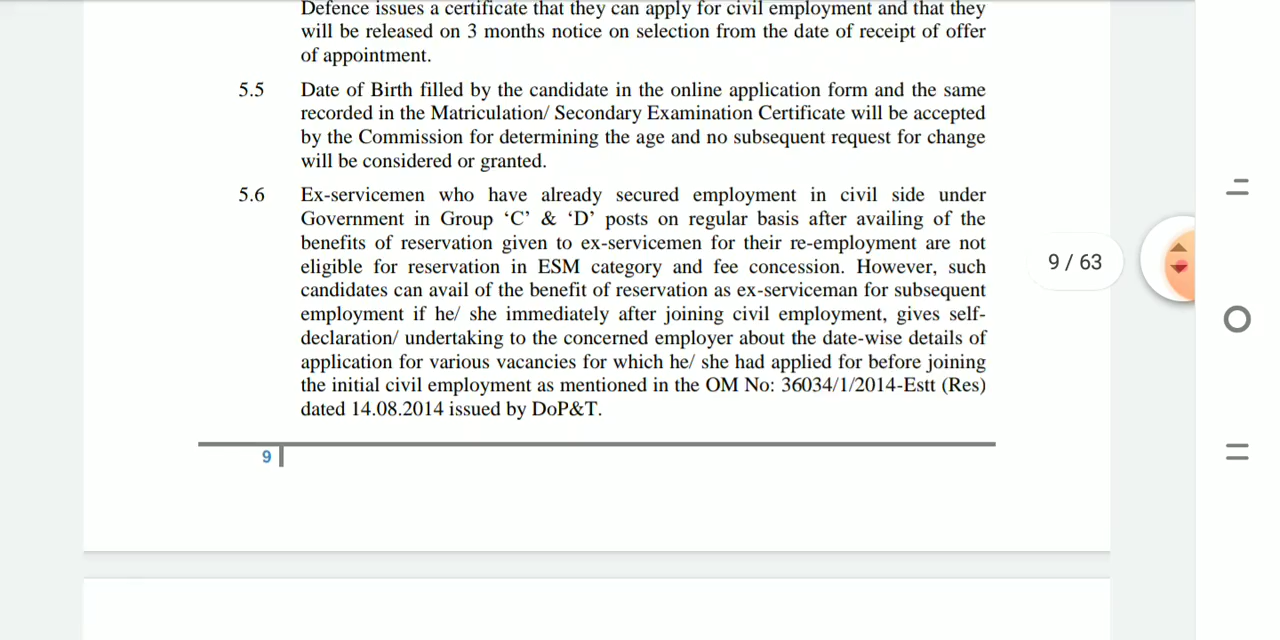 Defence issues a certificate that they can apply for civil employment and that they
will be released on 3 months notice on selection from the date of receipt of offer
of appointment.
5.5 Date of Birth filled by the candidate in the online application form and the same
recorded in the Matriculation/ Secondary Examination Certificate will be accepted
by the Commission for determining the age and no subsequent request for change
will be considered or granted.
5.6 Ex-servicemen who have already secured employment in civil side under
Government in Group ‘C’ & ‘D’ posts on regular basis after availing of the
benefits of reservation given to ex-servicemen for their re-employment are not
eligible for reservation in ESM category and fee concession. However, such
candidates can avail of the benefit of reservation as ex-serviceman for subsequent
employment if he/ she immediately after joining civil employment, gives self-
declaration/ undertaking to the concerned employer about the date-wise details of
application for various vacancies for which he/ she had applied for before joining
the initial civil employment as mentioned in the OM No: 36034/1/2014-Estt (Res)
dated 14.08.2014 issued by DoP&T.
9
9 / 63